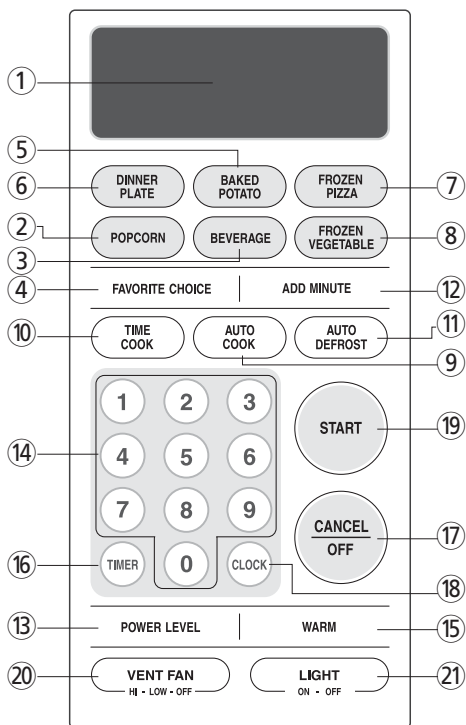 ①
⑤
⑥ DINNER PLATE BAKED POTATO FROZEN PIZZA ⑦
② POPCORN BEVERAGE FROZEN VEGETABLE ⑧
③
④ FAVORITE CHOICE ADD MINUTE ⑫
⑩ TIME COOK AUTO COOK AUTO DEFROST ⑪
⑨
1 2 3
START ⑲
⑭ 4 5 6
7 8 9
CANCEL ⑰
OFF
⑯ TIMER 0 CLOCK
⑱
⑬ POWER LEVEL WARM ⑮
⑳ VENT FAN LIGHT ㉑
HI - LOW - OFF ON - OFF